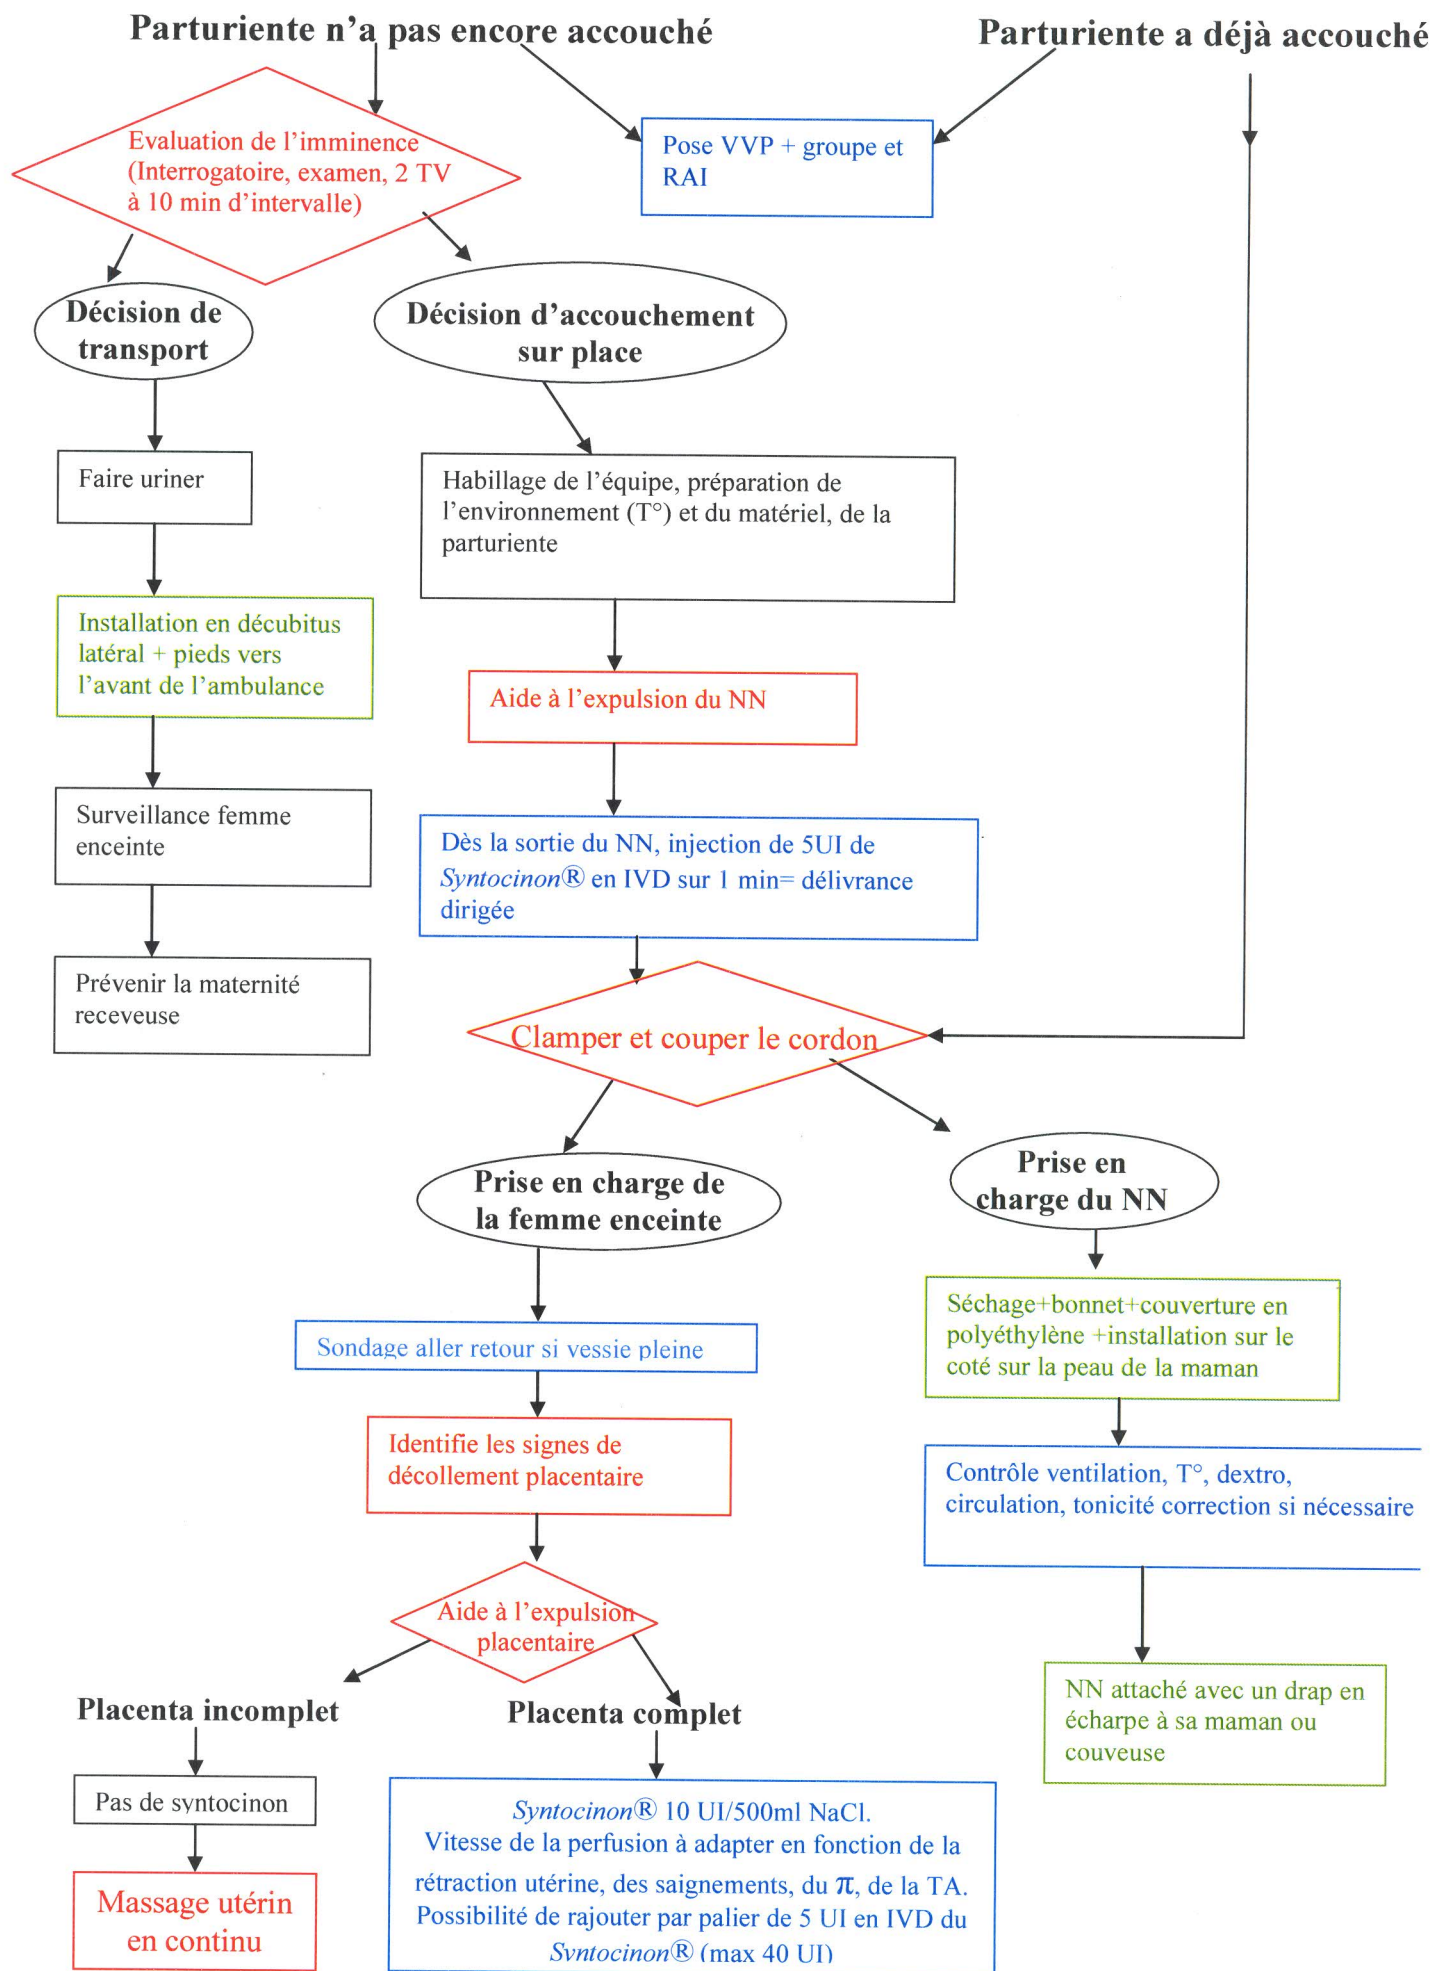 Parturiente n'a pas encore accouché
Parturiente a déjà accouché
Evaluation de l'imminence
(Interrogatoire, examen, 2 TV
à 10 min d'intervalle)
Pose VVP + groupe et
RAI
Décision de
transport
Décision d'accouchement
sur place
Faire uriner
Habillage de l'équipe, préparation de
l'environnement (T°) et du matériel, de la
parturiente
Installation en décubitus
latéral + pieds vers
l'avant de l'ambulance
Aide à l'expulsion du NN
Surveillance femme
enceinte
Dès la sortie du NN, injection de 5UI de
Syntocinon® en IVD sur 1 min= délivrance
dirigée
Prévenir la maternité
receveuse
Clamper et couper le cordon
Prise en charge de
la femme enceinte
Prise en
charge du NN
Sondage aller retour si vessie pleine
Séchage+bonnet+couverture en
polyéthylène +installation sur le
coté sur la peau de la maman
Identifie les signes de
décollement placentaire
Contrôle ventilation, T°, dextro,
circulation, tonicité correction si nécessaire
Aide à l'expulsion
placentaire
NN attaché avec un drap en
écharpe à sa maman ou
couveuse
Placenta incomplet
Placenta complet
Pas de syntocinon
Syntocinon® 10 UI/500ml NaCl.
Vitesse de la perfusion à adapter en fonction de la
rétraction utérine, des saignements, du π, de la TA.
Possibilité de rajouter par palier de 5 UI en IVD du
Syntocinon® (max 40 UI)
Massage utérin
en continu